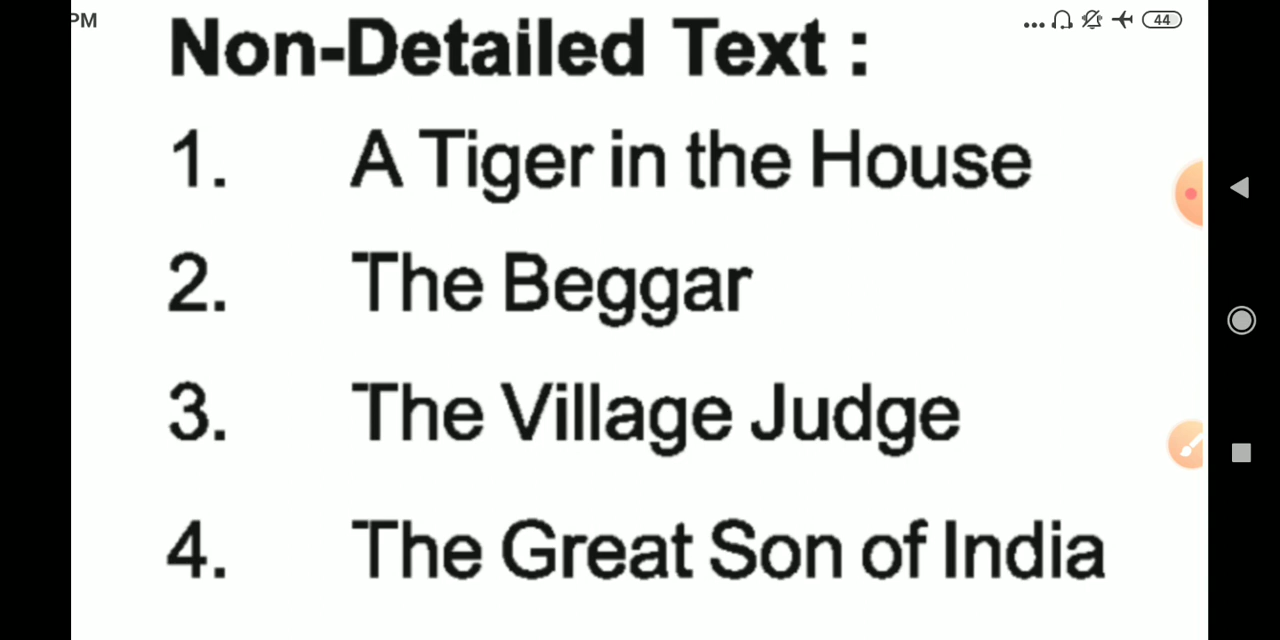 PM
... 44
Non-Detailed Text :
1. A Tiger in the House
2. The Beggar
3. The Village Judge
4. The Great Son of India